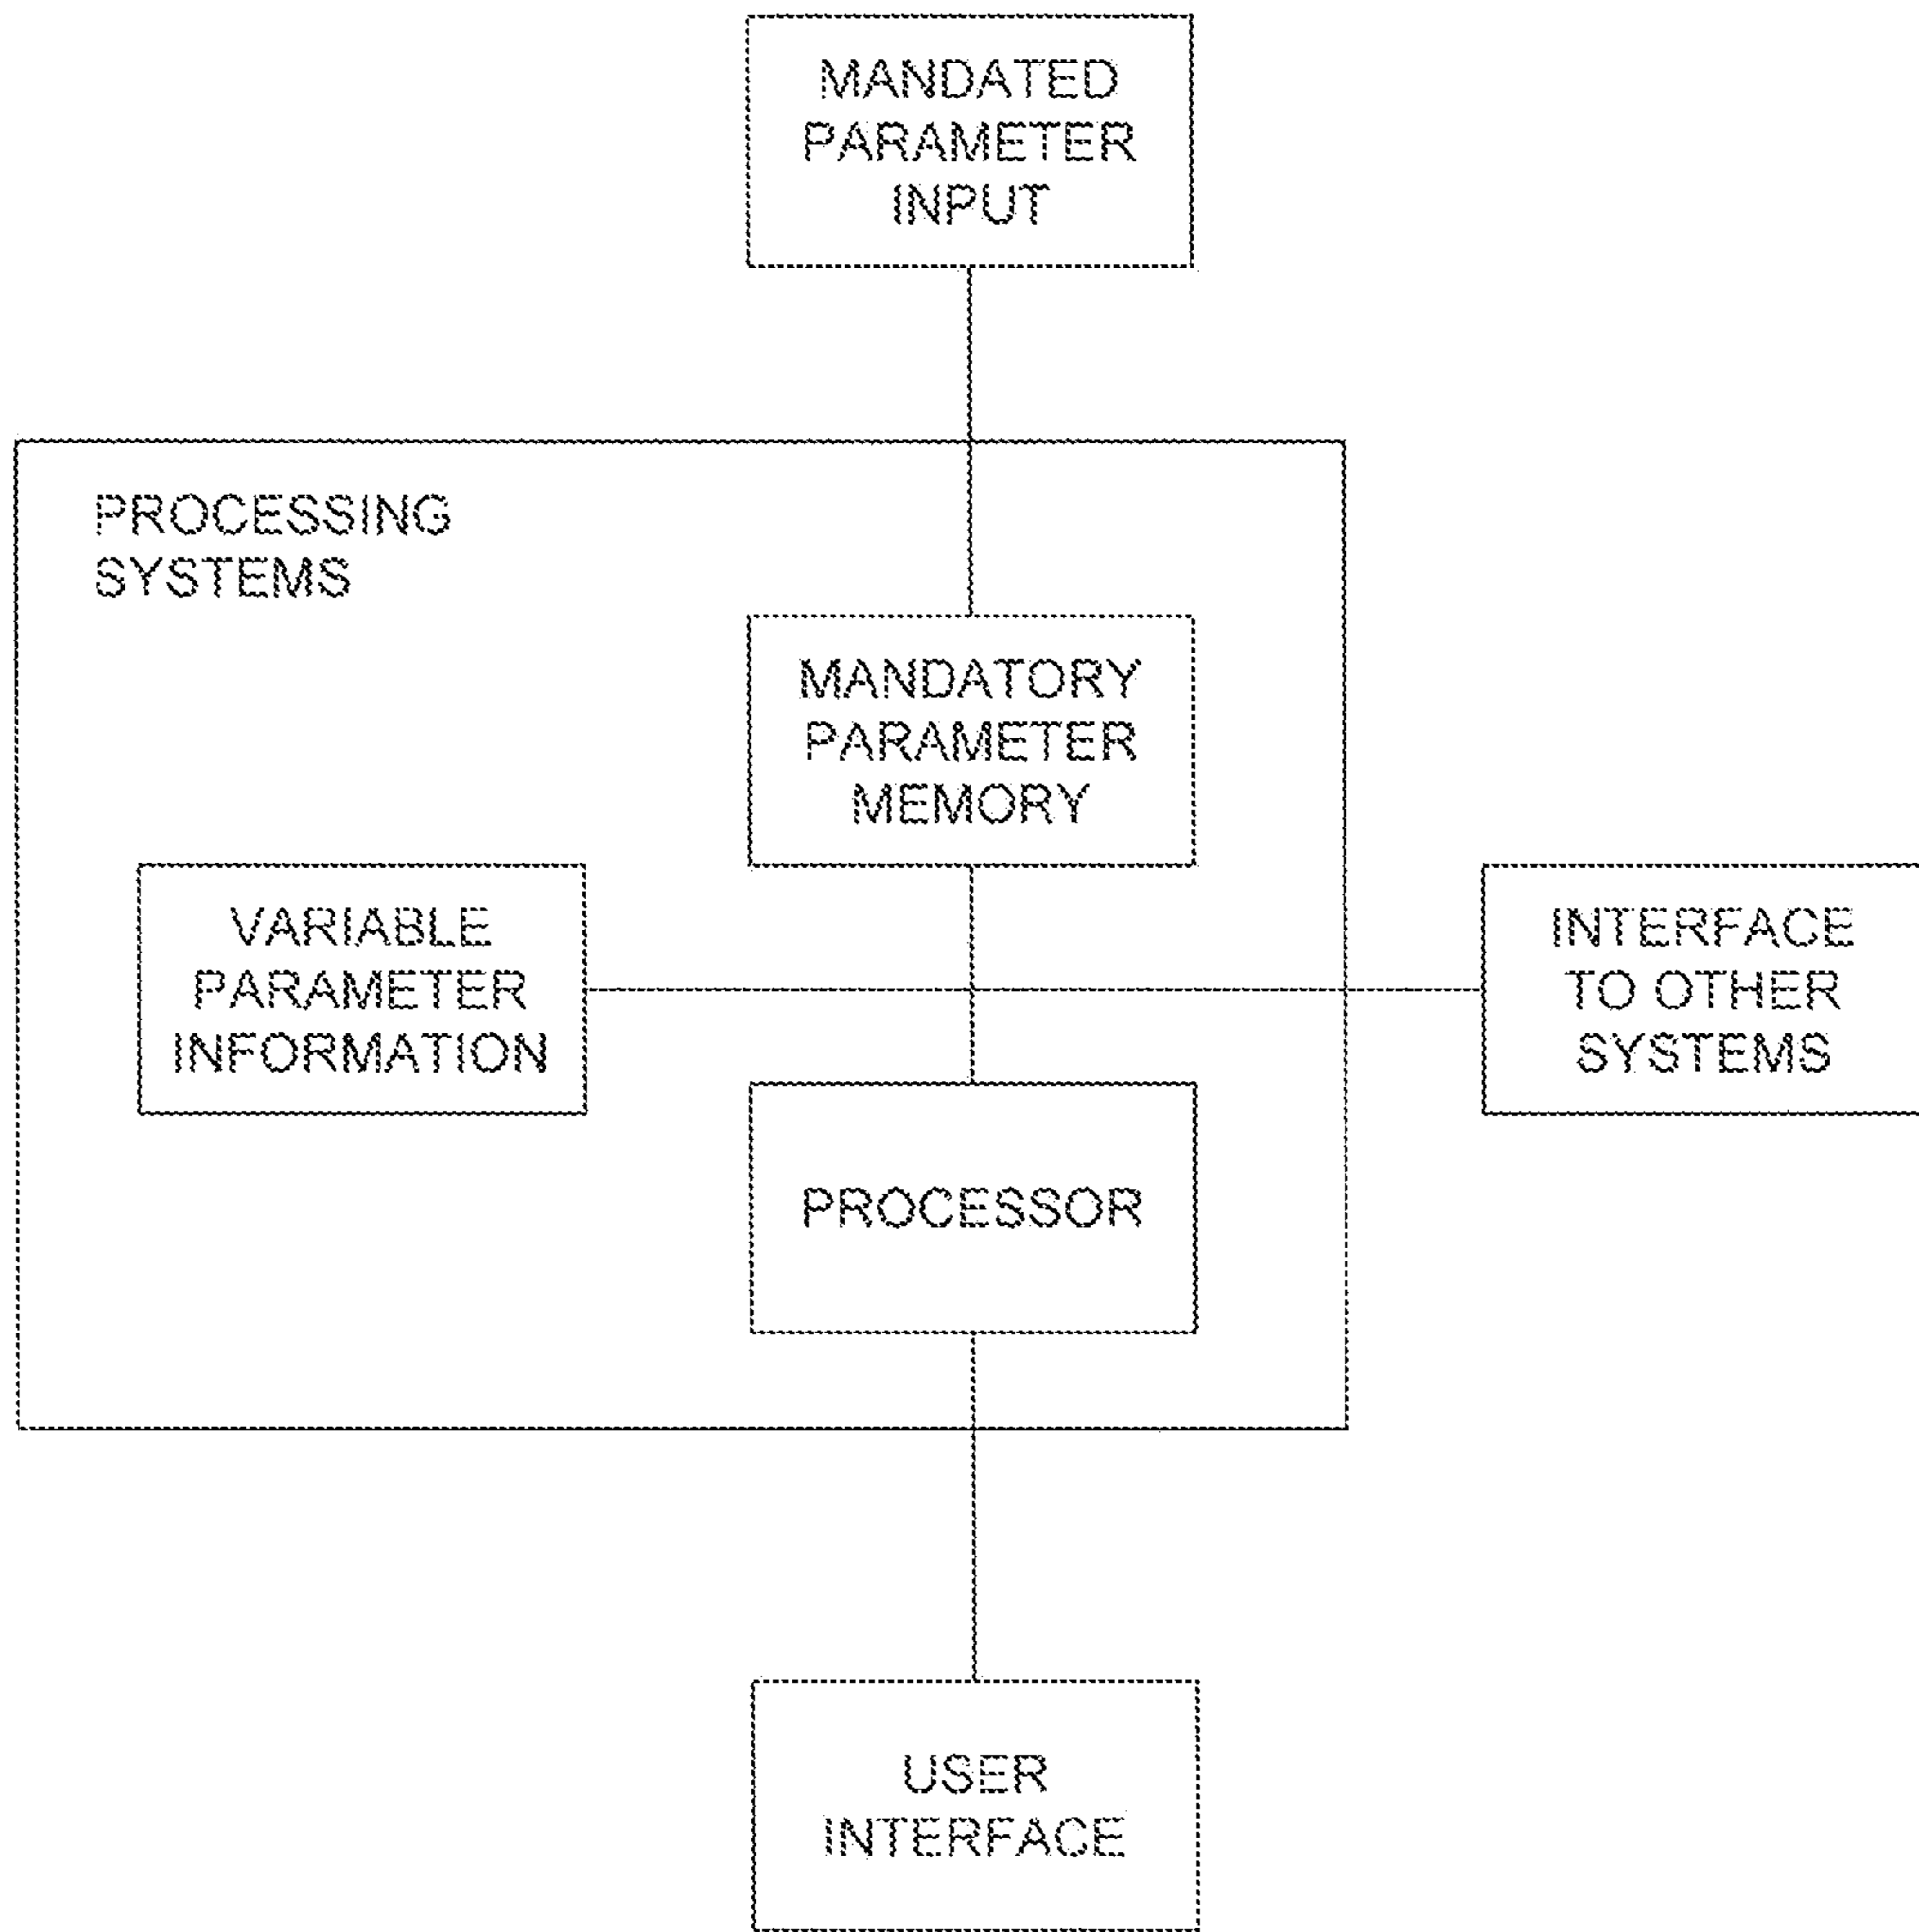 MANDATED
PARAMETER
INPUT
PROCESSING
SYSTEMS
MANDATORY
PARAMETER
MEMORY
VARIABLE
PARAMETER
INFORMATION
INTERFACE
TO OTHER
SYSTEMS
PROCESSOR
USER
INTERFACE